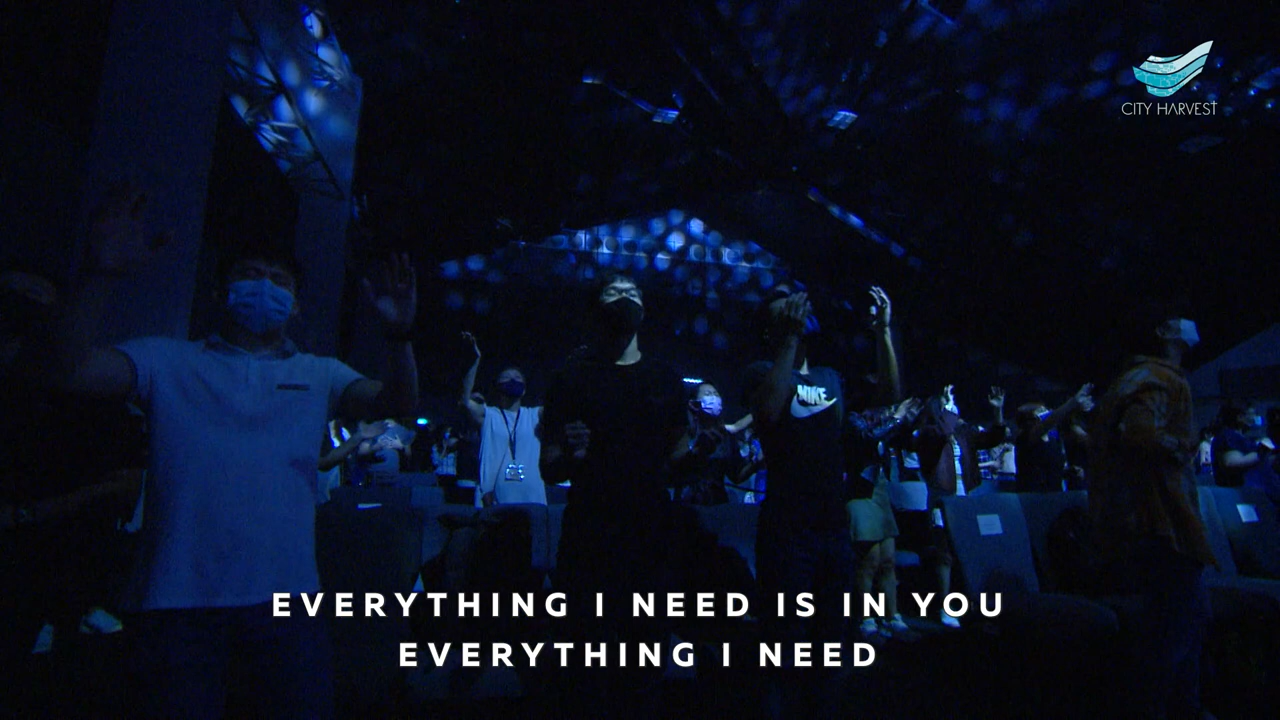 CITY HARVEST
NIKE
EVERYTHING I NEED IS IN YOU
EVERYTHING I NEED